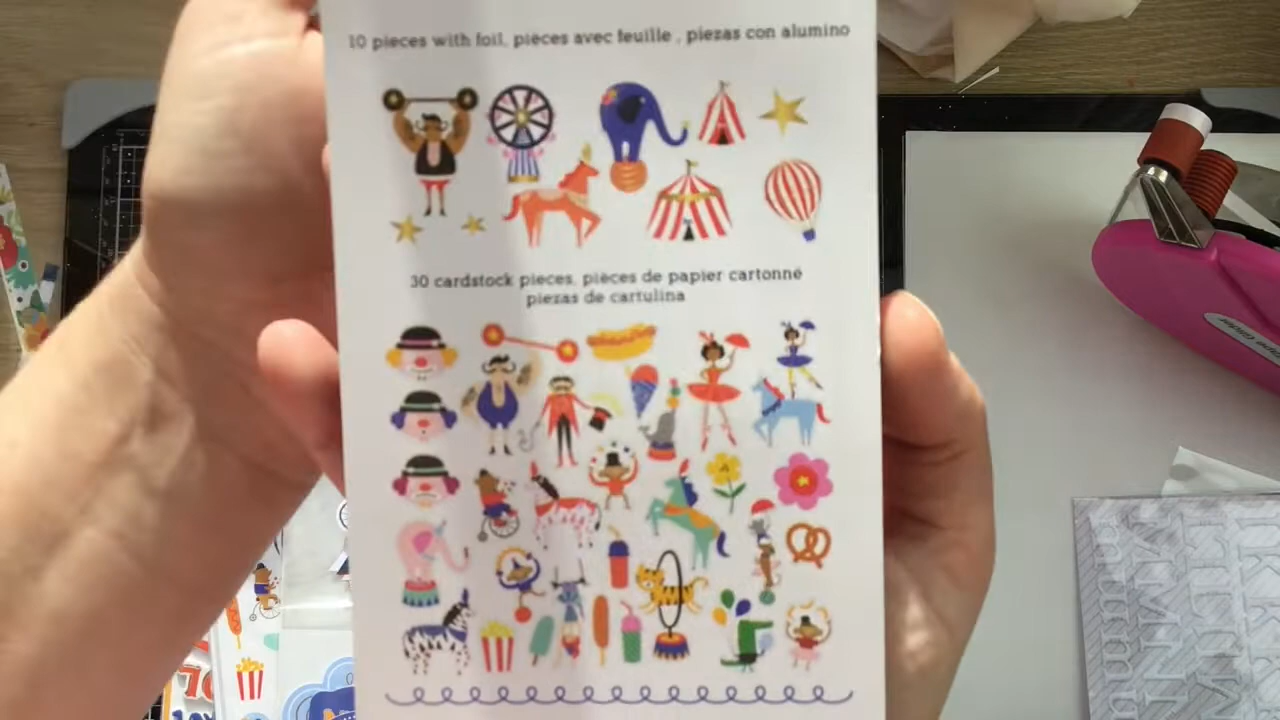 10 pieces with foil, pièces avec feuille , piezas con alumino
30 cardstock pieces, pièces de papier cartonné
piezas de cartulina